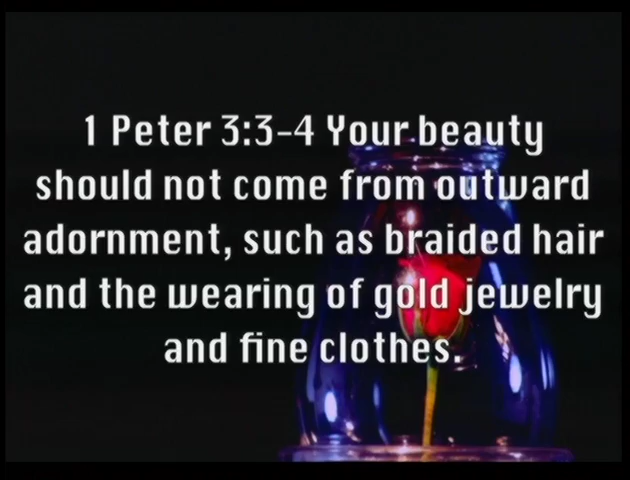 1 Peter 3:3-4 Your beauty
should not come from outward
adornment, such as braided hair
and the wearing of gold jewelry
and fine clothes.